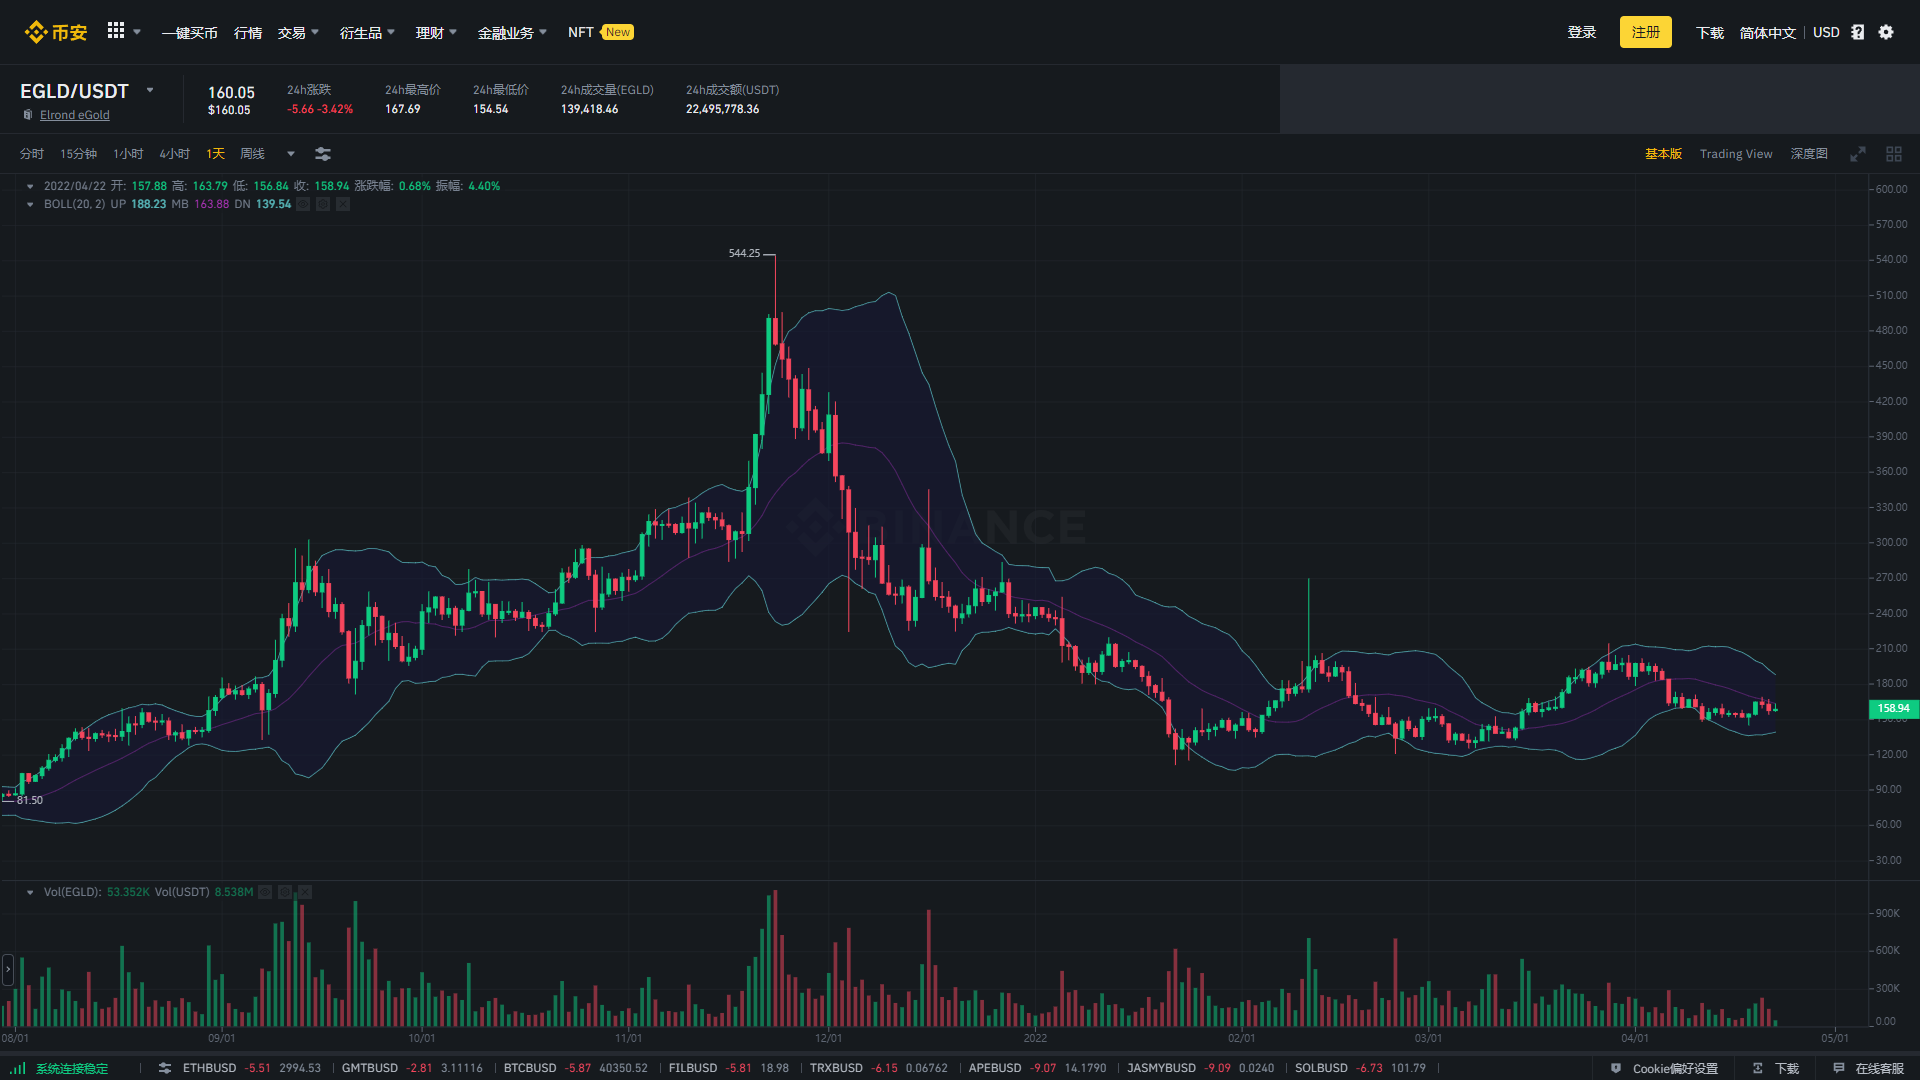 币安 一键买币 行情 交易 衍生品 理财 金融业务 NFT New 登录 注册 下载 简体中文 USD
EGLD/USDT
Elrond eGold
160.05
$160.05
24h涨跌
-5.66 -3.42%
24h最高价
167.69
24h最低价
154.54
24h成交量(EGLD)
139,418.46
24h成交额(USDT)
22,495,778.36
分时 15分钟 1小时 4小时 1天 周线 基本版 Trading View 深度图
2022/04/22 开: 157.88 高: 163.79 低: 156.84 收: 158.94 涨跌幅: 0.68% 振幅: 4.40%
BOLL(20, 2) UP 188.23 MB 163.88 DN 139.54
600.00
570.00
540.00
510.00
480.00
450.00
420.00
390.00
360.00
330.00
300.00
270.00
240.00
210.00
180.00
158.94
150.00
120.00
90.00
60.00
30.00
544.25
BINANCE
81.50
Vol(EGLD): 53.352K Vol(USDT) 8.538M
900K
600K
300K
0.00
08/01 09/01 10/01 11/01 12/01 2022 02/01 03/01 04/01 05/01
系统连接稳定 ETHBUSD -5.51 2994.53 GMTBUSD -2.81 3.11116 BTCBUSD -5.87 40350.52 FILBUSD -5.81 18.98 TRXBUSD -6.15 0.06762 APEBUSD -9.07 14.1790 JASMYBUSD -9.09 0.0240 SOLBUSD -6.73 101.79 Cookie偏好设置 下载 在线客服